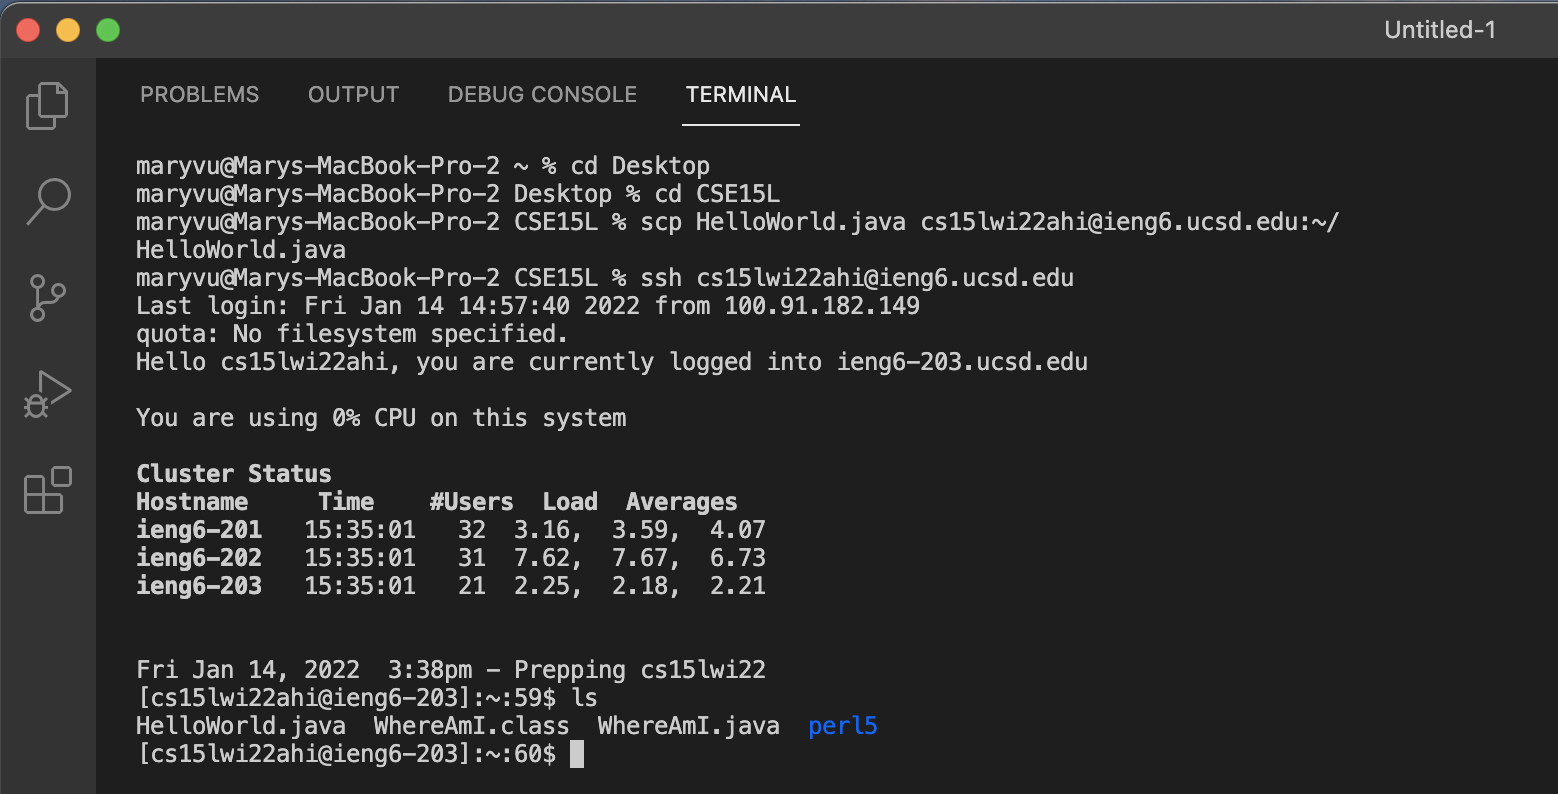 Untitled-1
PROBLEMS OUTPUT DEBUG CONSOLE TERMINAL
maryvu@Marys-MacBook-Pro-2 ~ % cd Desktop
maryvu@Marys-MacBook-Pro-2 Desktop % cd CSE15L
maryvu@Marys-MacBook-Pro-2 CSE15L % scp HelloWorld.java cs15lwi22ahi@ieng6.ucsd.edu:~/
HelloWorld.java
maryvu@Marys-MacBook-Pro-2 CSE15L % ssh cs15lwi22ahi@ieng6.ucsd.edu
Last login: Fri Jan 14 14:57:40 2022 from 100.91.182.149
quota: No filesystem specified.
Hello cs15lwi22ahi, you are currently logged into ieng6-203.ucsd.edu
You are using 0% CPU on this system
Cluster Status
Hostname Time #Users Load Averages
ieng6-201 15:35:01 32 3.16, 3.59, 4.07
ieng6-202 15:35:01 31 7.62, 7.67, 6.73
ieng6-203 15:35:01 21 2.25, 2.18, 2.21
Fri Jan 14, 2022 3:38pm - Prepping cs15lwi22
[cs15lwi22ahi@ieng6-203]:~:59$ ls
HelloWorld.java WhereAmI.class WhereAmI.java perl5
[cs15lwi22ahi@ieng6-203]:~:60$